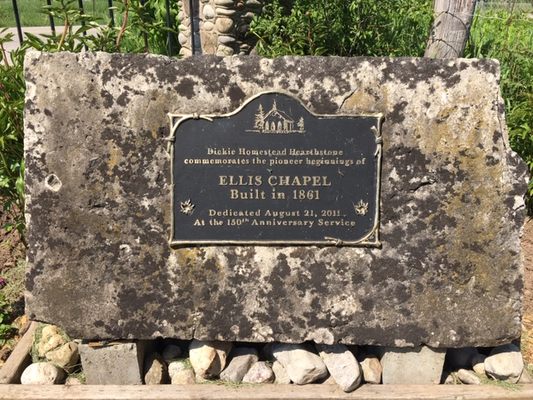 Dickie Homestead Hearthstone
commemorates the pioneer beginnings of
ELLIS CHAPEL
Built in 1861
Dedicated August 21, 2011
At the 150th Anniversary Service